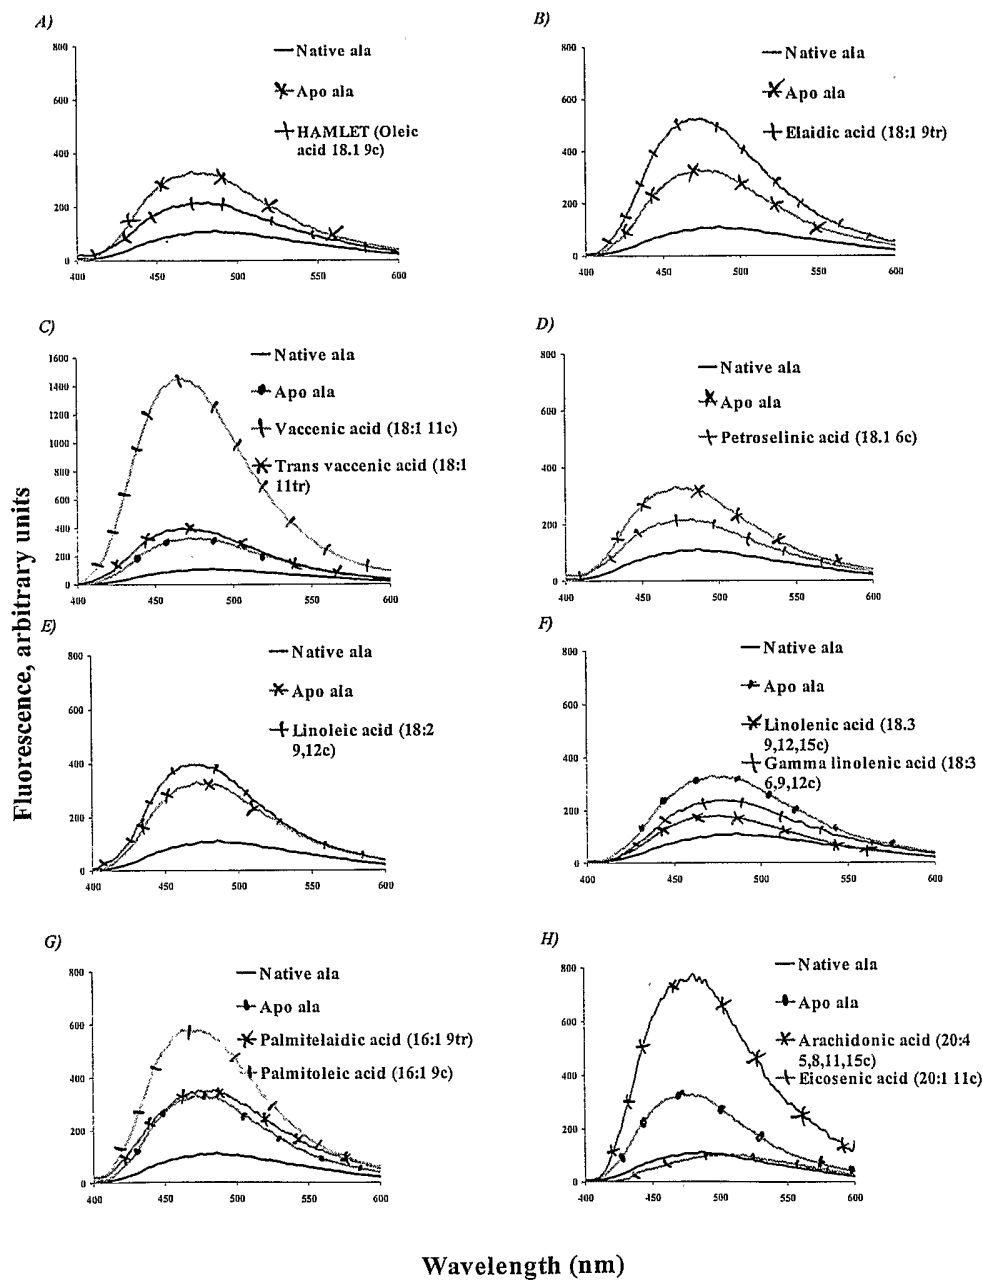 A)
800
600
400
200
0
400 450 500 550 600
Native ala
Apo ala
HAMLET (Oleic
acid 18.1 9c)
B)
800
600
400
200
0
400 450 500 550 600
Native ala
Apo ala
Elaidic acid (18:1 9tr)
C)
1600
1400
1200
1000
800
600
400
200
0
400 450 500 550 600
Native ala
Apo ala
Vaccenic acid (18:1 11c)
Trans vaccenic acid (18:1
11tr)
D)
800
600
400
200
0
400 450 500 550 600
Native ala
Apo ala
Petroselinic acid (18.1 6c)
Fluorescence, arbitrary units
E)
800
600
400
200
0
400 450 500 550 600
Native ala
Apo ala
Linoleic acid (18:2
9,12c)
F)
800
600
400
200
0
400 450 500 550 600
Native ala
Apo ala
Linolenic acid (18.3
9,12,15c)
Gamma linolenic acid (18:3
6,9,12c)
G)
800
600
400
200
0
400 450 500 550 600
Native ala
Apo ala
Palmitelaidic acid (16:1 9tr)
Palmitoleic acid (16:1 9c)
H)
800
600
500
400
300
200
100
0
400 450 500 550 600
Native ala
Apo ala
Arachidonic acid (20:4
5,8,11,15c)
Eicosenic acid (20:1 11c)
Wavelength (nm)